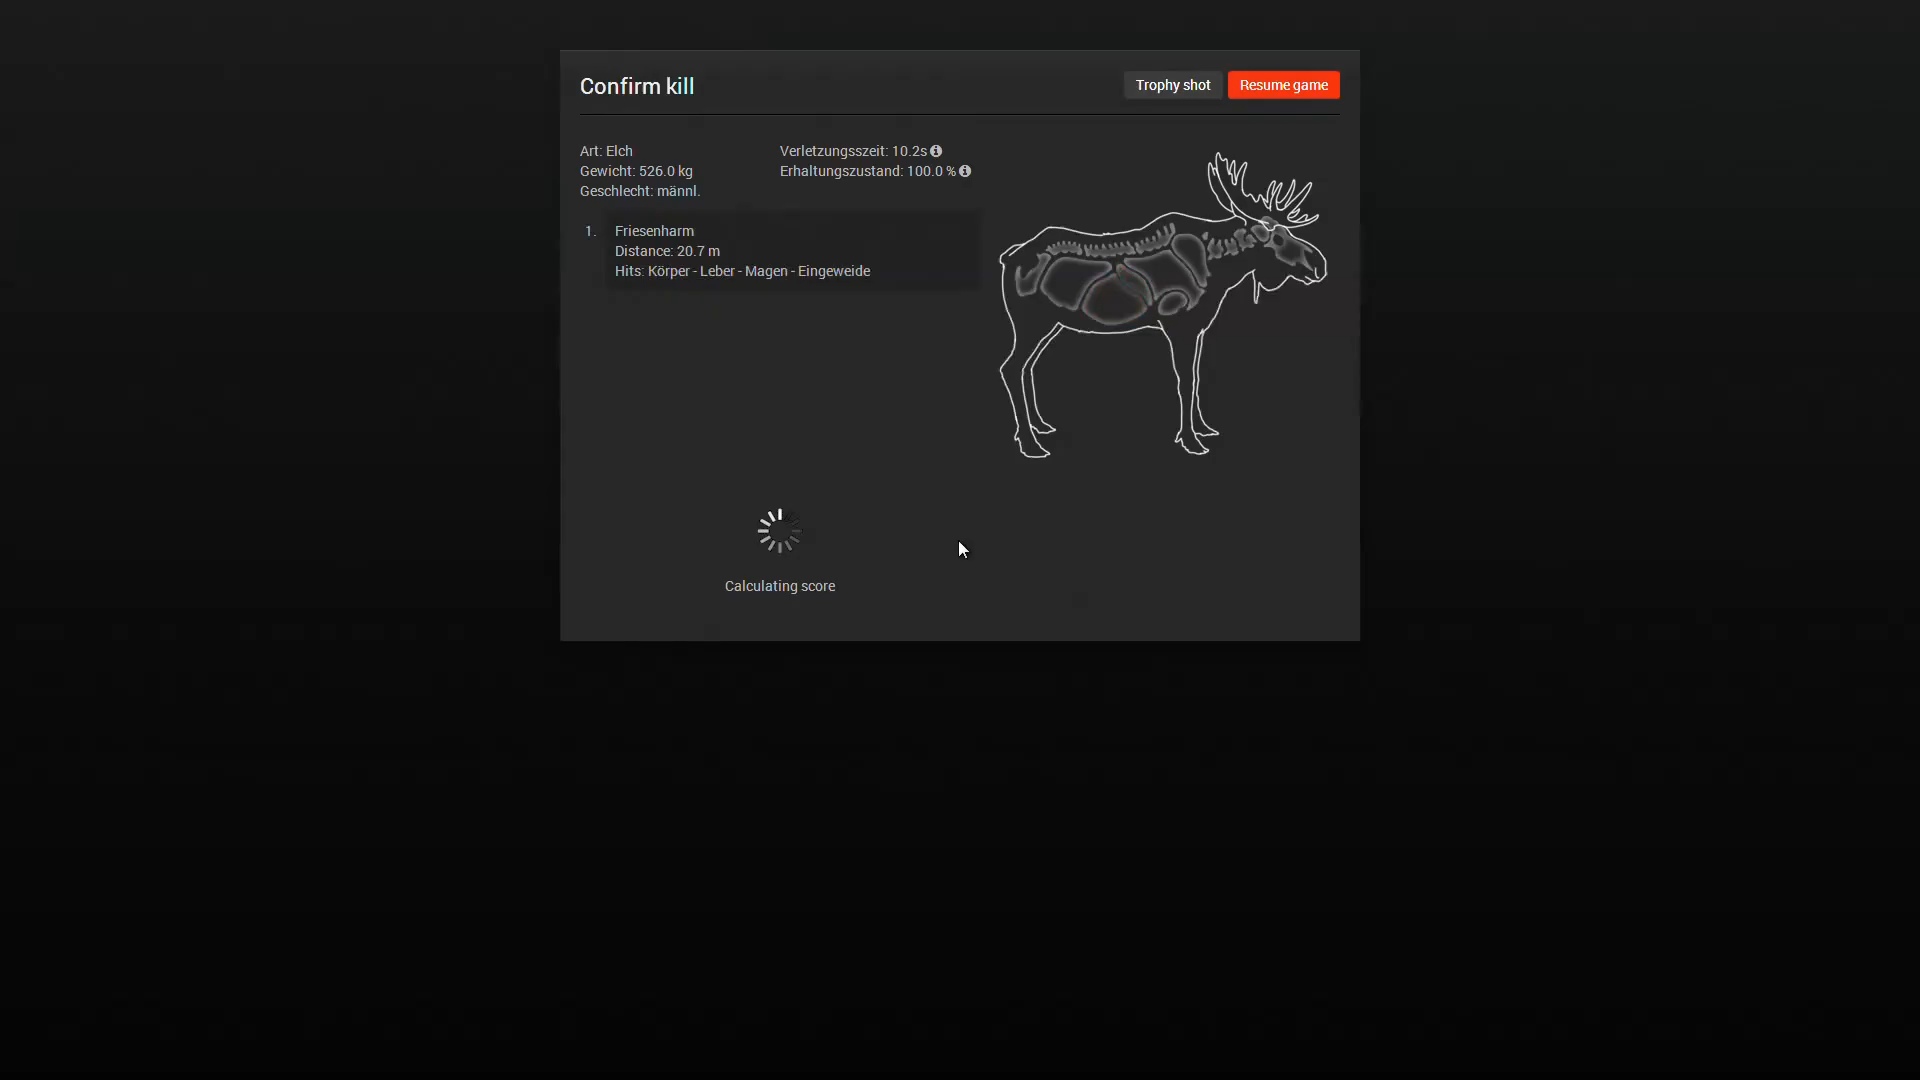 Confirm kill
Trophy shot
Resume game
Art: Elch
Gewicht: 526.0 kg
Geschlecht: männl.
Verletzungsszeit: 10.2s
Erhaltungszustand: 100.0 %
1.
Friesenharm
Distance: 20.7 m
Hits: Körper - Leber - Magen - Eingeweide
Calculating score